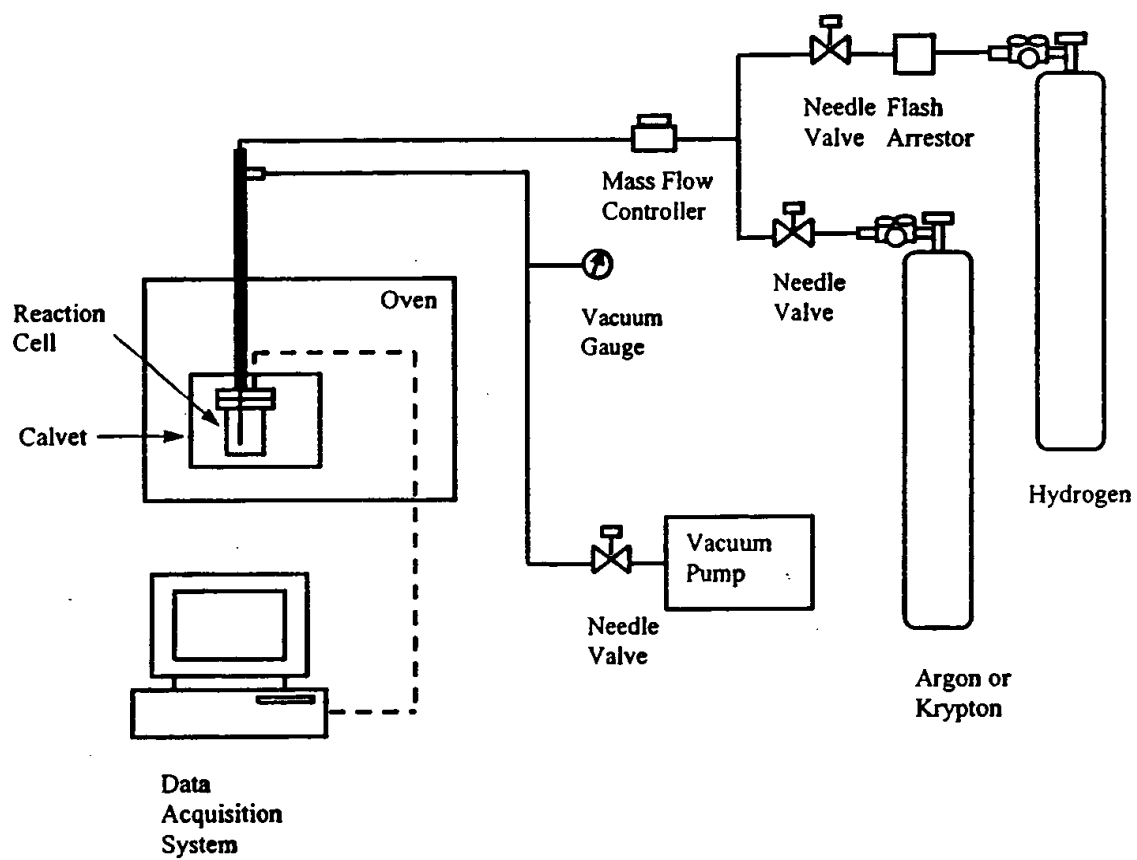 Needle Flash
Valve Arrestor
Mass Flow
Controller
Needle
Valve
Oven
Reaction
Cell
Vacuum
Gauge
Calvet
Hydrogen
Vacuum
Pump
Needle
Valve
Argon or
Krypton
Data
Acquisition
System